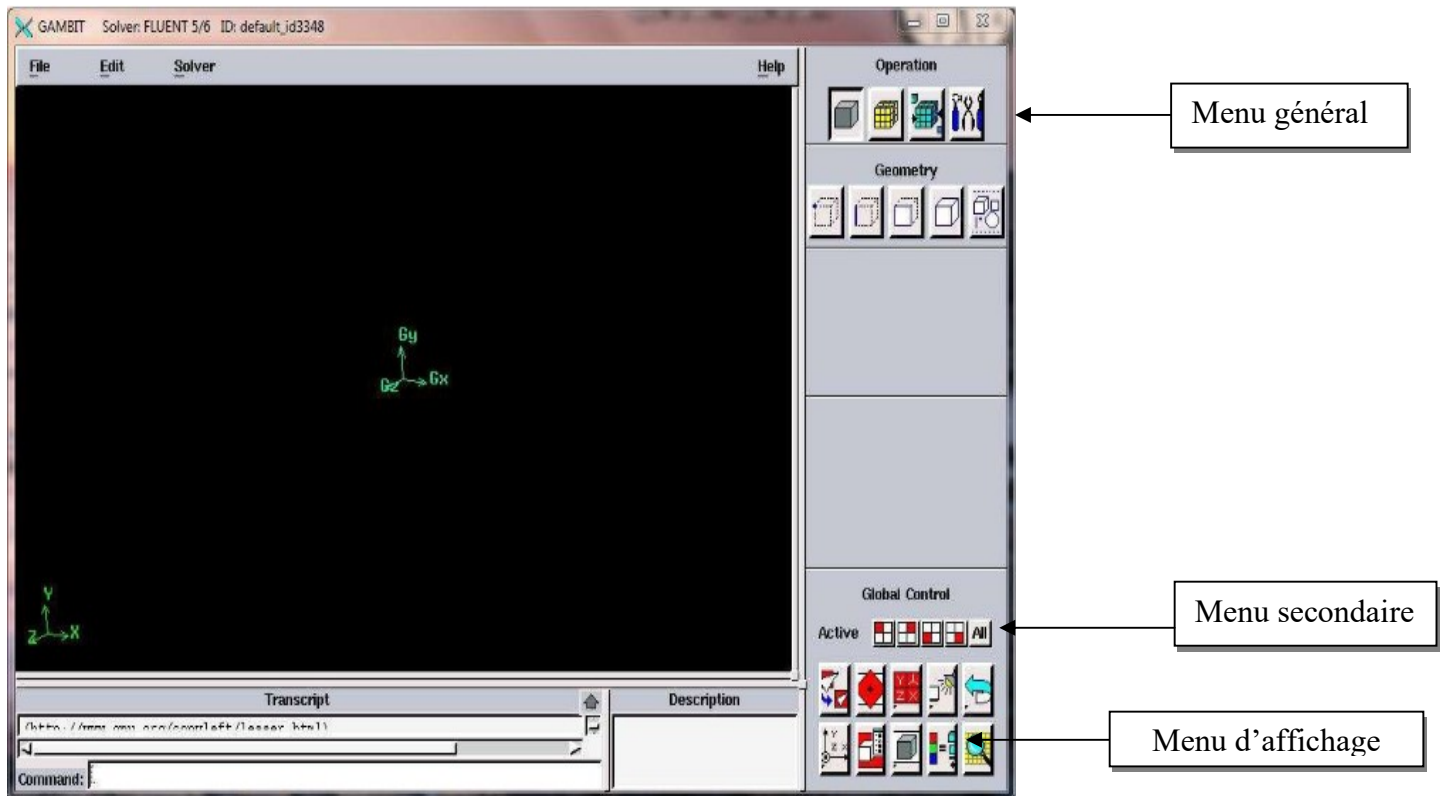 GAMBIT Solver: FLUENT 5/6 ID: default_id3348
File Edit Solver Help
Operation
Menu général
Geometry
Gy
Gz Gx
Global Control
Active All
Menu secondaire
Y
Z X
Transcript
Description
Menu d'affichage
Command: